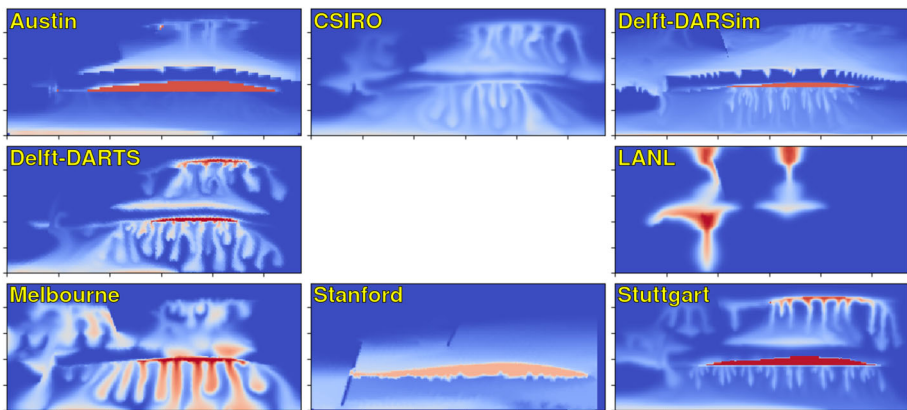 Austin
CSIRO
Delft-DARSim
Delft-DARTS
LANL
Melbourne
Stanford
Stuttgart